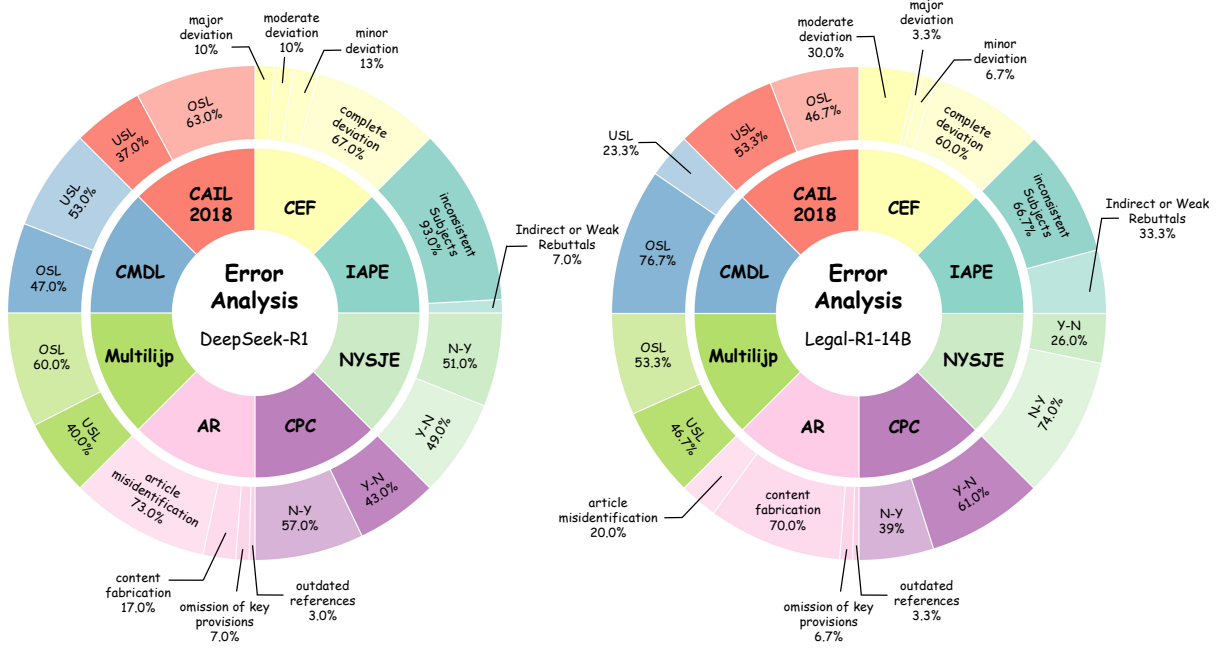 major
deviation
10%
moderate
deviation
10%
minor
deviation
13%
complete
deviation
67.0%
OSL
63.0%
USL
37.0%
USL
53.0%
OSL
47.0%
OSL
60.0%
USL
40.0%
article
misidentification
73.0%
content
fabrication
17.0%
omission of key
provisions
7.0%
outdated
references
3.0%
N-Y
57.0%
Y-N
43.0%
Y-N
49.0%
N-Y
51.0%
Indirect or Weak
Rebuttals
7.0%
inconsistent
Subjects
93.0%
CAIL
2018
CEF
IAPE
NYSJE
CPC
AR
Multilijp
CMDL
Error
Analysis
DeepSeek-R1
moderate
deviation
30.0%
major
deviation
3.3%
minor
deviation
6.7%
complete
deviation
60.0%
OSL
46.7%
USL
53.3%
USL
23.3%
OSL
76.7%
OSL
53.3%
USL
46.7%
article
misidentification
20.0%
content
fabrication
70.0%
omission of key
provisions
6.7%
outdated
references
3.3%
N-Y
39%
Y-N
61.0%
N-Y
74.0%
Y-N
26.0%
Indirect or Weak
Rebuttals
33.3%
inconsistent
Subjects
66.7%
CAIL
2018
CEF
IAPE
NYSJE
CPC
AR
Multilijp
CMDL
Error
Analysis
Legal-R1-14B